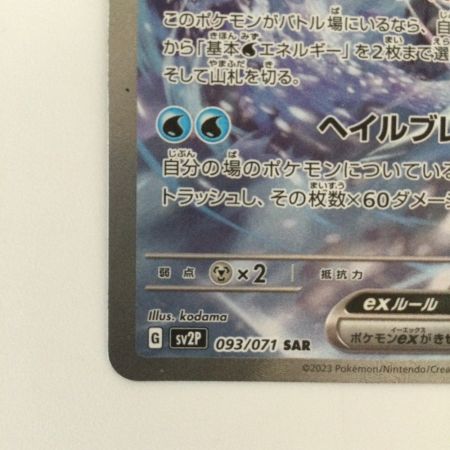 このポケモンがバトル場にいるなら、自
から「基本エネルギー」を2枚まで選
そして山札を切る。
ヘイルブレ
自分の場のポケモンについている
トラッシュし、その枚数×60ダメージ
弱点 ×2 抵抗力
Illus. kodama
exルール
G sv2P 093/071 SAR
ポケモンexがきぜ
©2023 Pokémon/Nintendo/Crea